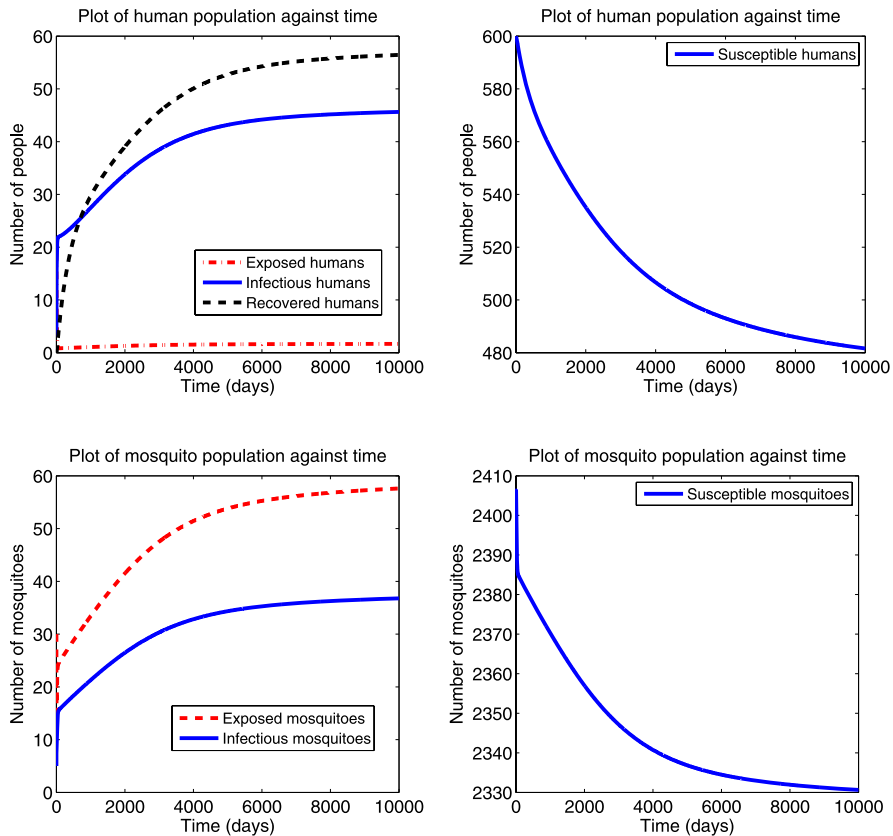 Plot of human population against time
60
50
40
30
20
10
0
Number of people
Exposed humans
Infectious humans
Recovered humans
0 2000 4000 6000 8000 10000
Time (days)
Plot of human population against time
600
580
560
540
520
500
480
Number of people
Susceptible humans
0 2000 4000 6000 8000 10000
Time (days)
Plot of mosquito population against time
60
50
40
30
20
10
0
Number of mosquitoes
Exposed mosquitoes
Infectious mosquitoes
0 2000 4000 6000 8000 10000
Time (days)
Plot of mosquito population against time
2410
2400
2390
2380
2370
2360
2350
2340
2330
Number of mosquitoes
Susceptible mosquitoes
0 2000 4000 6000 8000 10000
Time (days)